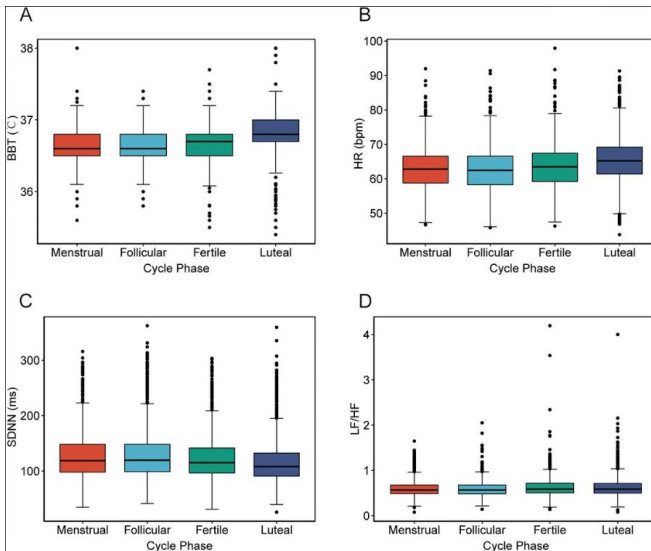 A
BBT (℃)
38
37
36
Menstrual Follicular Fertile Luteal
Cycle Phase
B
HR (bpm)
100
90
80
70
60
50
Menstrual Follicular Fertile Luteal
Cycle Phase
C
SDNN (ms)
300
200
100
Menstrual Follicular Fertile Luteal
Cycle Phase
D
LF/HF
4
3
2
1
0
Menstrual Follicular Fertile Luteal
Cycle Phase